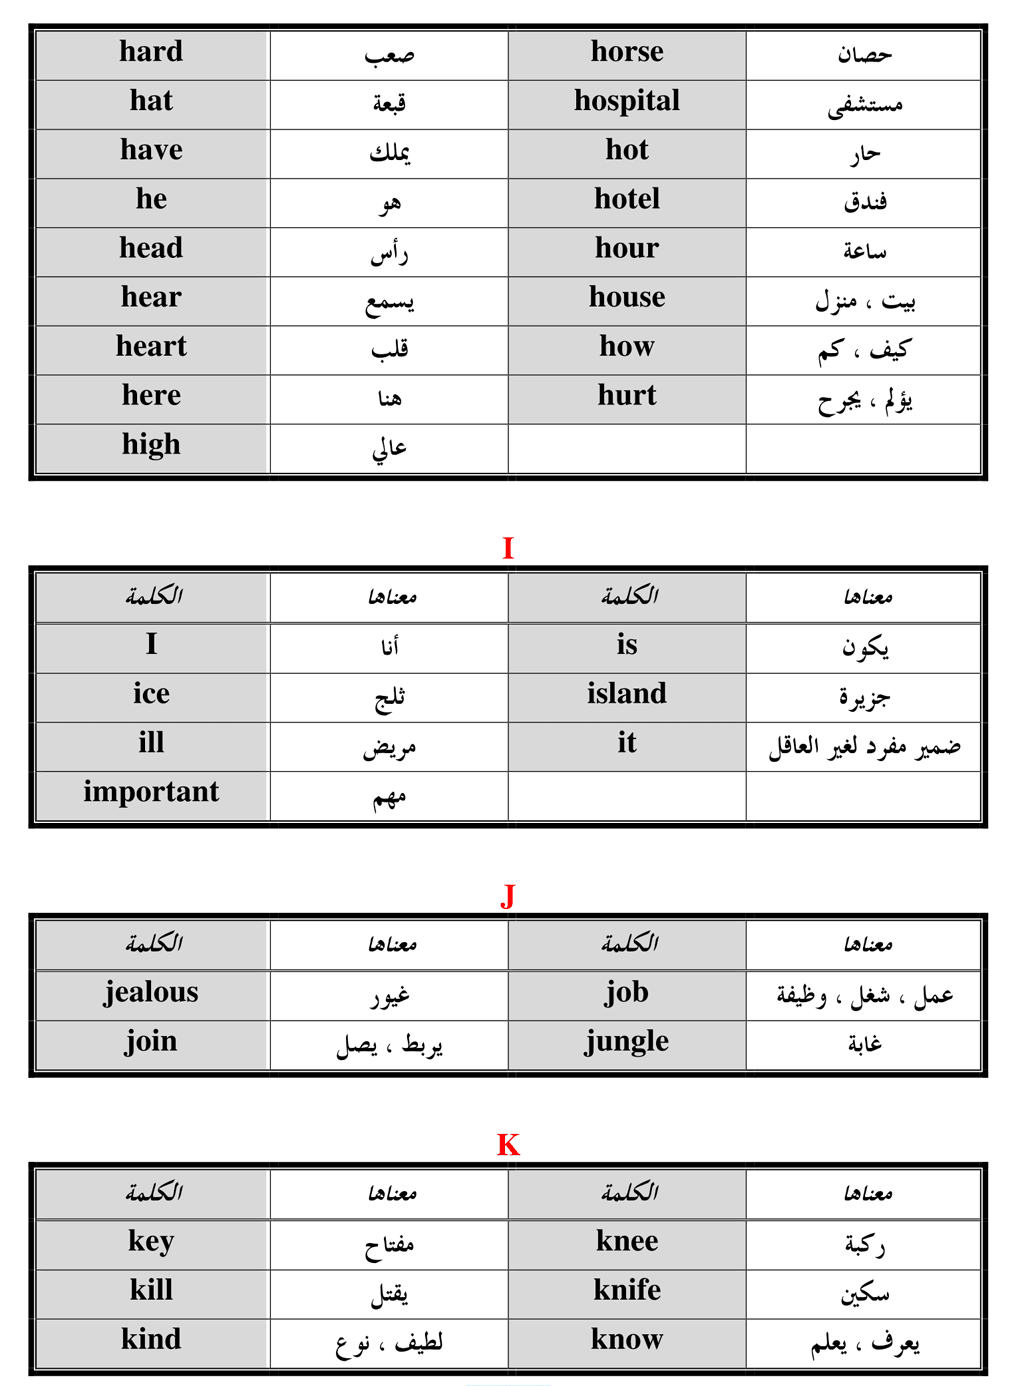 hard صعب horse حصان
hat قبعة hospital مستشفى
have يملك hot حار
he هو hotel فندق
head رأس hour ساعة
hear يسمع house بيت ، منزل
heart قلب how كيف ، كم
here هنا hurt يؤلم ، يجرح
high عالي
I
الكلمة معناها الكلمة معناها
I أنا is يكون
ice ثلج island جزيرة
ill مريض it ضمير مفرد لغير العاقل
important مهم
J
الكلمة معناها الكلمة معناها
jealous غيور job عمل ، شغل ، وظيفة
join يربط ، يصل jungle غابة
K
الكلمة معناها الكلمة معناها
key مفتاح knee ركبة
kill يقتل knife سكين
kind لطيف ، نوع know يعرف ، يعلم